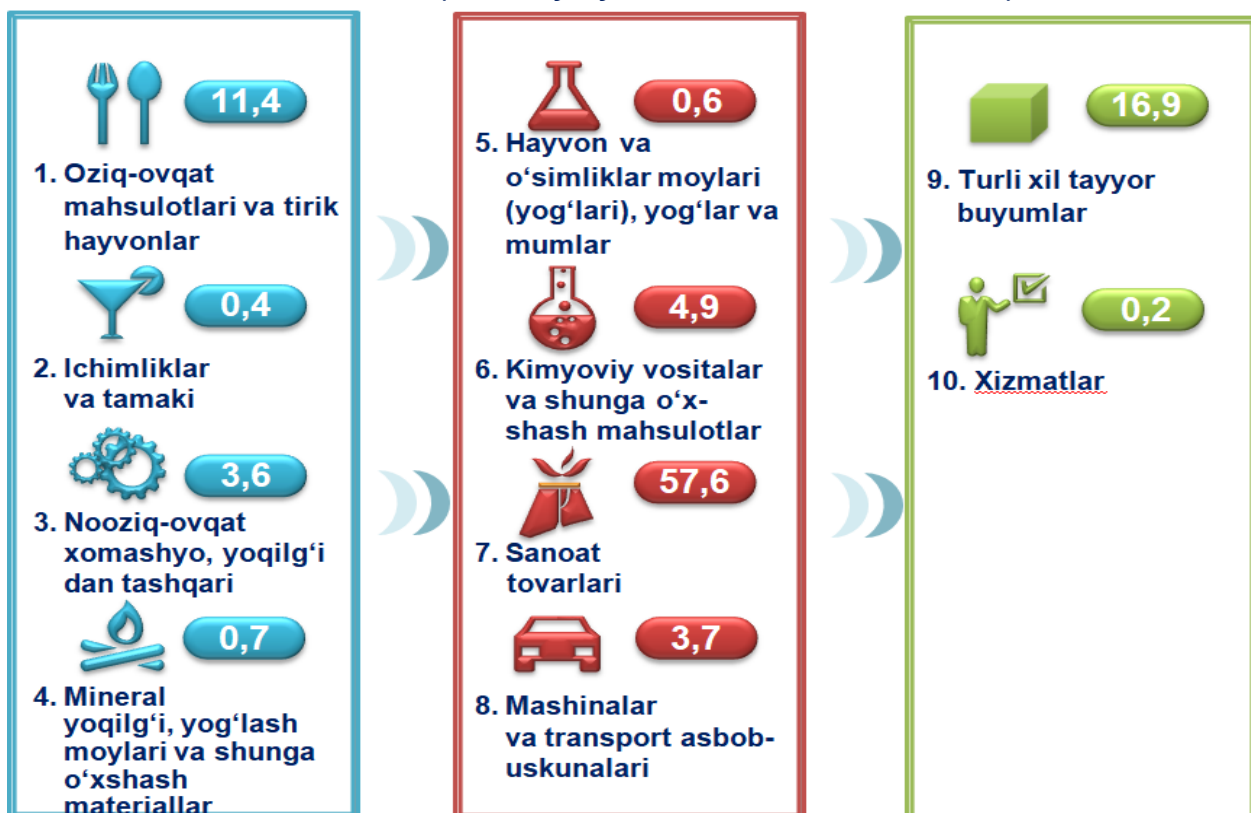 11,4
1. Oziq-ovqat
mahsulotlari va tirik
hayvonlar
0,4
2. Ichimliklar
va tamaki
3,6
3. Nooziq-ovqat
xomashyo, yoqilg‘i
dan tashqari
0,7
4. Mineral
yoqilg‘i, yog‘lash
moylari va shunga
o‘xshash
materiallar
0,6
5. Hayvon va
o‘simliklar moylari
(yog‘lari), yog‘lar va
mumlar
4,9
6. Kimyoviy vositalar
va shunga o‘x-
shash mahsulotlar
57,6
7. Sanoat
tovarlari
3,7
8. Mashinalar
va transport asbob-
uskunalari
16,9
9. Turli xil tayyor
buyumlar
0,2
10. Xizmatlar